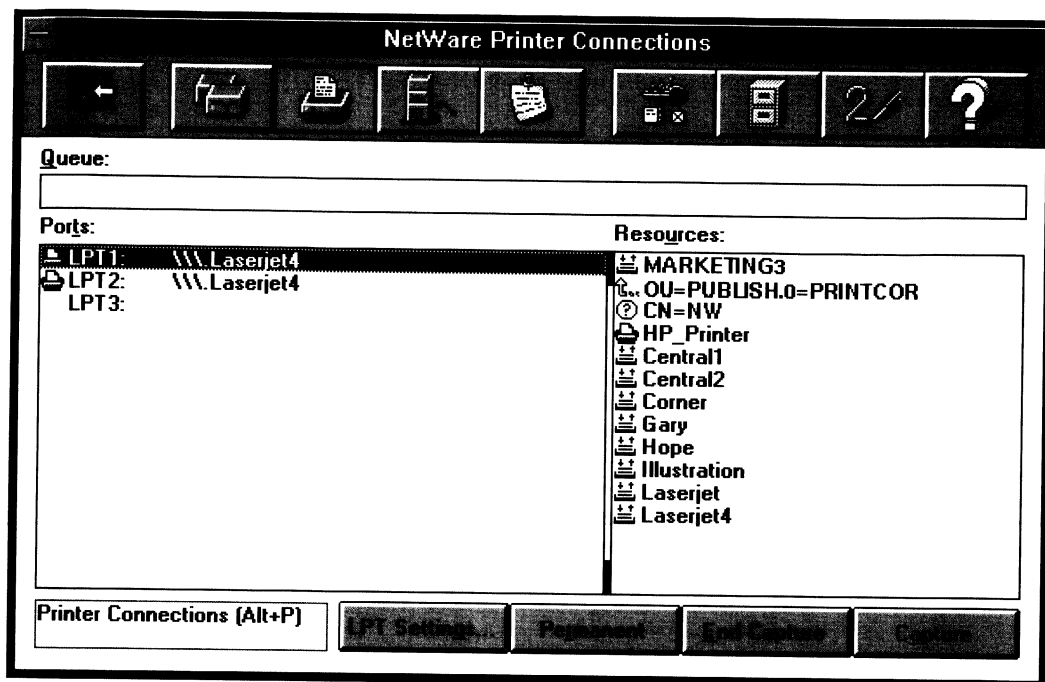 NetWare Printer Connections
Queue:
Ports:
LPT1: \\\.Laserjet4
LPT2: \\\.Laserjet4
LPT3:
Resources:
MARKETING3
OU=PUBLISH.O=PRINTCOR
CN=NW
HP_Printer
Central1
Central2
Corner
Gary
Hope
Illustration
Laserjet
Laserjet4
Printer Connections (Alt+P)
LPT Settings...
Permanent
End Capture
Capture